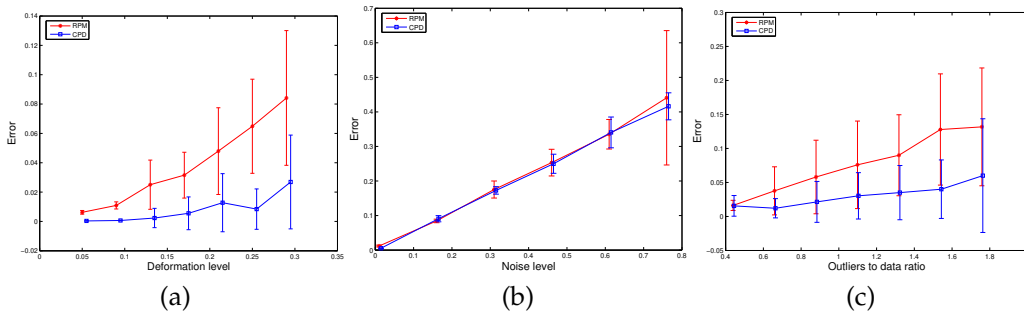 0.14
0.12
0.1
0.08
0.06
0.04
0.02
0
-0.02
Error
RPM
CPD
0 0.05 0.1 0.15 0.2 0.25 0.3 0.35
Deformation level
(a)
0.7
0.6
0.5
0.4
0.3
0.2
0.1
0
Error
RPM
CPD
0 0.1 0.2 0.3 0.4 0.5 0.6 0.7 0.8
Noise level
(b)
0.3
0.25
0.2
0.15
0.1
0.05
0
-0.05
Error
RPM
CPD
0.4 0.6 0.8 1 1.2 1.4 1.6 1.8
Outliers to data ratio
(c)